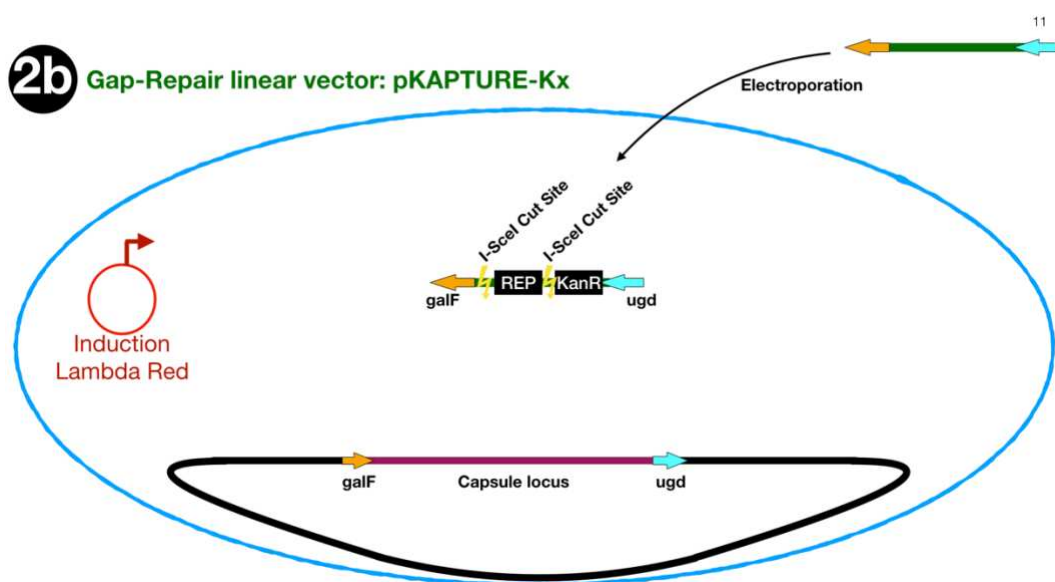 11
2b Gap-Repair linear vector: pKAPTURE-Kx
Electroporation
I-SceI Cut Site
I-SceI Cut Site
REP
KanR
galF
ugd
Induction
Lambda Red
galF
Capsule locus
ugd